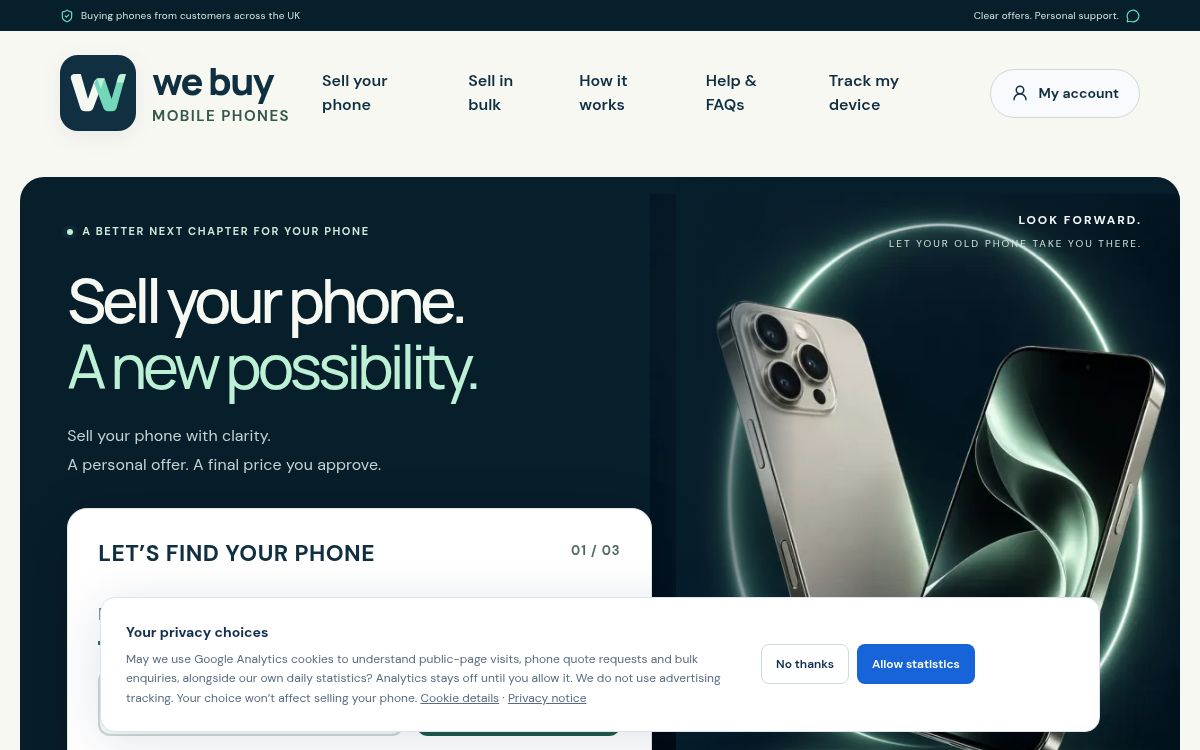 Buying phones from customers across the UK
Clear offers. Personal support.
we buy
MOBILE PHONES
Sell your
phone
Sell in
bulk
How it
works
Help &
FAQs
Track my
device
My account
A BETTER NEXT CHAPTER FOR YOUR PHONE
Sell your phone.
A new possibility.
Sell your phone with clarity.
A personal offer. A final price you approve.
LOOK FORWARD.
LET YOUR OLD PHONE TAKE YOU THERE.
LET’S FIND YOUR PHONE
01 / 03
Your privacy choices
May we use Google Analytics cookies to understand public-page visits, phone quote requests and bulk
enquiries, alongside our own daily statistics? Analytics stays off until you allow it. We do not use advertising
tracking. Your choice won’t affect selling your phone. Cookie details · Privacy notice
No thanks
Allow statistics